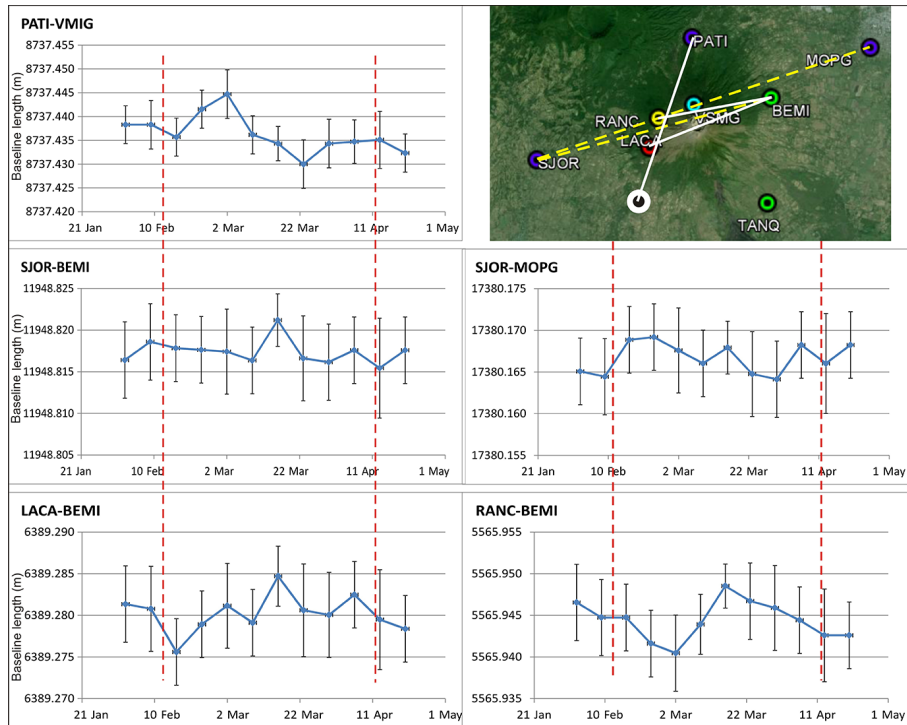 PATI-VMIG
Baseline length (m)
8737.455
8737.450
8737.445
8737.440
8737.435
8737.430
8737.425
8737.420
21 Jan 10 Feb 2 Mar 22 Mar 11 Apr 1 May
PATI
MOPG
BEMI
VSMG
RANC
LACA
SJOR
TANQ
SJOR-BEMI
Baseline length (m)
11948.825
11948.820
11948.815
11948.810
11948.805
21 Jan 10 Feb 2 Mar 22 Mar 11 Apr 1 May
SJOR-MOPG
17380.175
17380.170
17380.165
17380.160
17380.155
21 Jan 10 Feb 2 Mar 22 Mar 11 Apr 1 May
LACA-BEMI
Baseline length (m)
6389.290
6389.285
6389.280
6389.275
6389.270
21 Jan 10 Feb 2 Mar 22 Mar 11 Apr 1 May
RANC-BEMI
5565.955
5565.950
5565.945
5565.940
5565.935
21 Jan 10 Feb 2 Mar 22 Mar 11 Apr 1 May